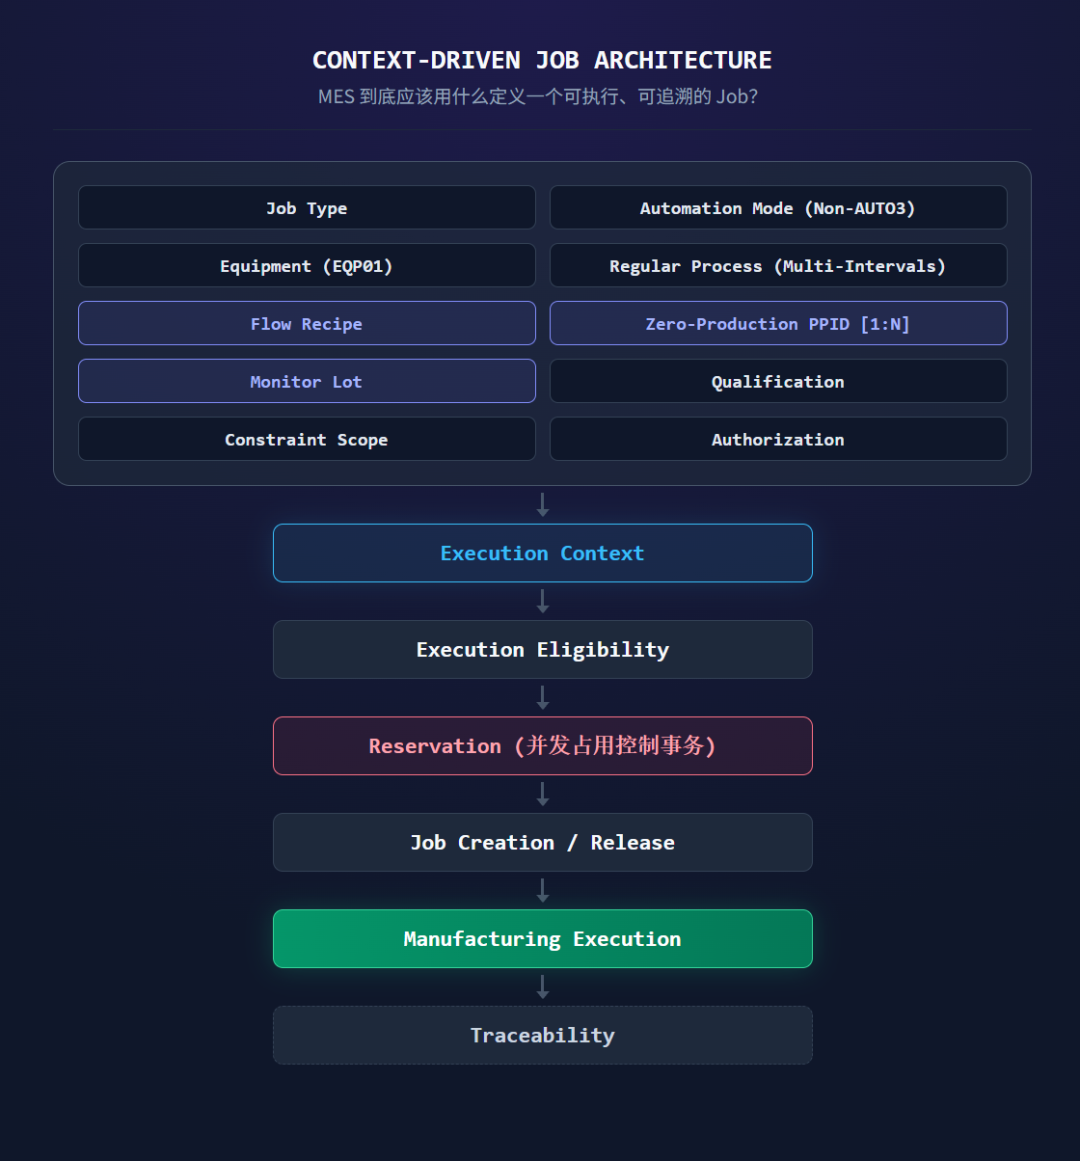 CONTEXT-DRIVEN JOB ARCHITECTURE
MES 到底应该用什么定义一个可执行、可追溯的 Job?
Job Type
Automation Mode (Non-AUTO3)
Equipment (EQP01)
Regular Process (Multi-Intervals)
Flow Recipe
Zero-Production PPID [1:N]
Monitor Lot
Qualification
Constraint Scope
Authorization
Execution Context
Execution Eligibility
Reservation (并发占用控制事务)
Job Creation / Release
Manufacturing Execution
Traceability